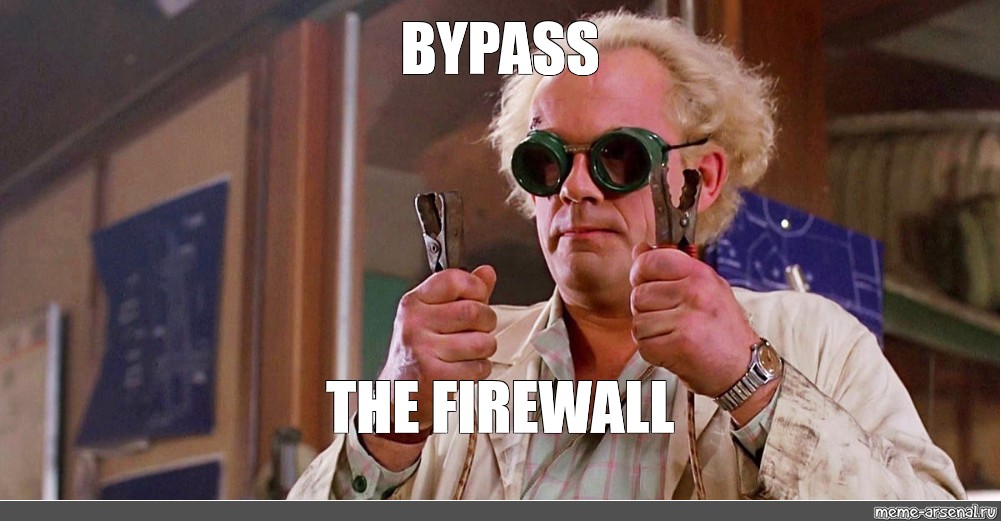 BYPASS
THE FIREWALL
meme-arsenal.ru